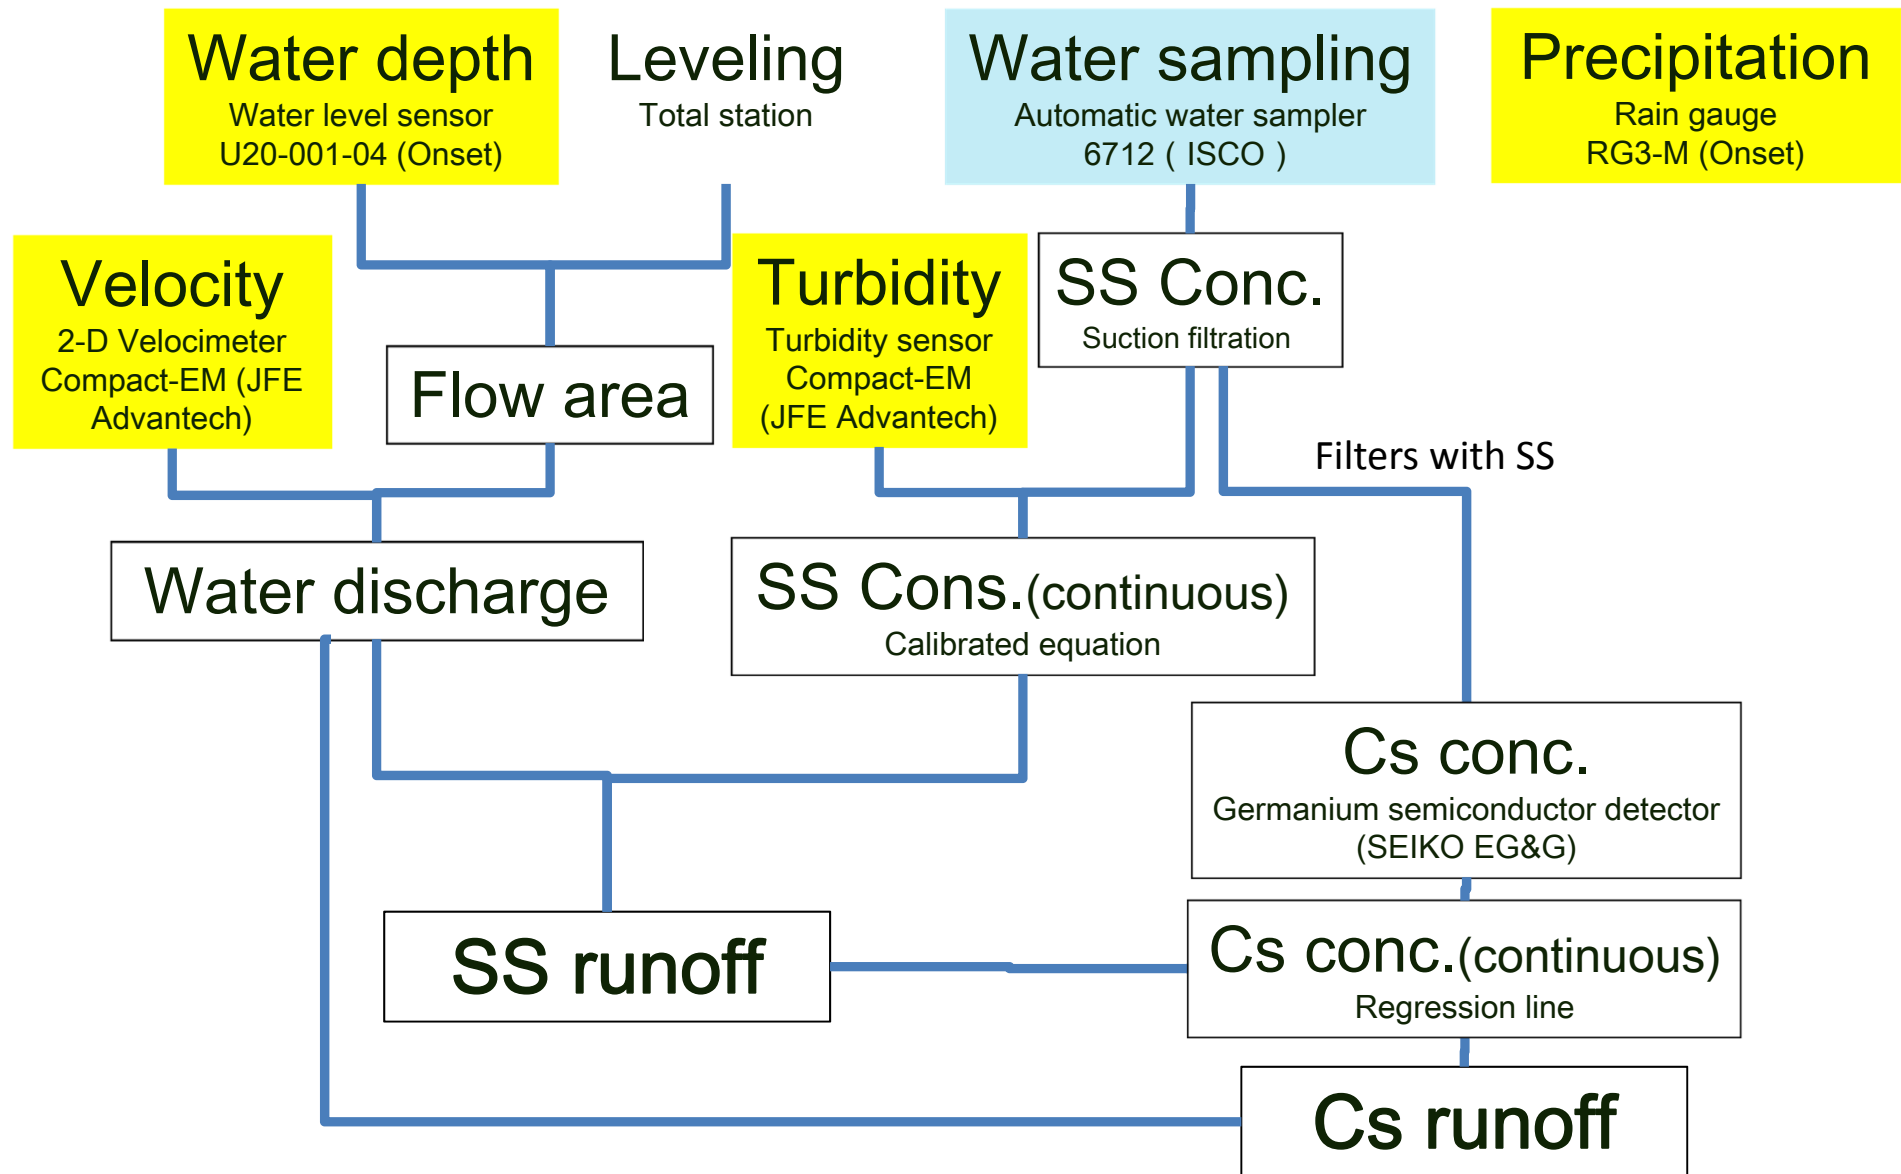 Water depth
Water level sensor
U20-001-04 (Onset)
Leveling
Total station
Water sampling
Automatic water sampler
6712 ( ISCO )
Precipitation
Rain gauge
RG3-M (Onset)
Velocity
2-D Velocimeter
Compact-EM (JFE
Advantech)
Flow area
Turbidity
Turbidity sensor
Compact-EM
(JFE Advantech)
SS Conc.
Suction filtration
Filters with SS
Water discharge
SS Cons.(continuous)
Calibrated equation
Cs conc.
Germanium semiconductor detector
(SEIKO EG&G)
SS runoff
Cs conc.(continuous)
Regression line
Cs runoff